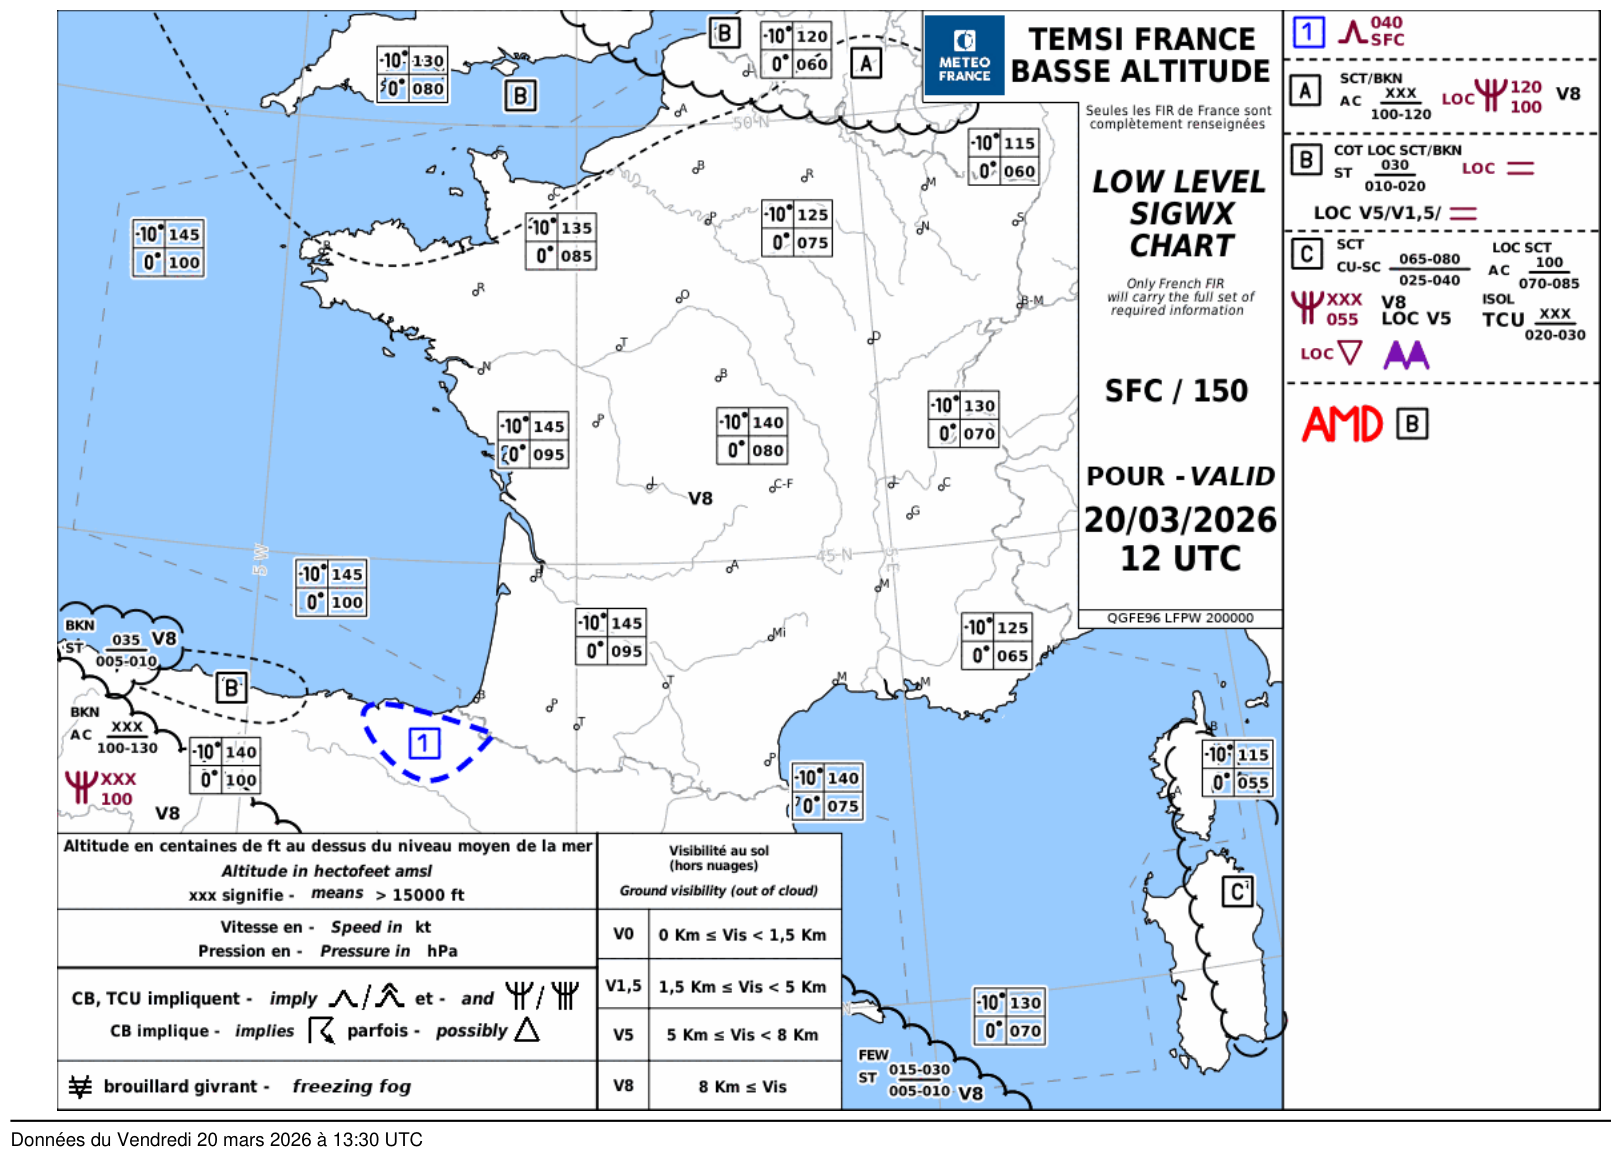 TEMSI FRANCE
BASSE ALTITUDE
METEO
FRANCE
Seules les FIR de France sont
complètement renseignées
LOW LEVEL
SIGWX
CHART
Only French FIR
will carry the full set of
required information
SFC / 150
POUR - VALID
20/03/2026
12 UTC
QGFE96 LFPW 200000
1
040
SFC
A
SCT/BKN
AC XXX
100-120
LOC 120
100
V8
B
COT LOC SCT/BKN
ST 030
010-020
LOC
LOC V5/V1,5/
C
SCT
CU-SC 065-080
025-040
LOC SCT
AC 100
070-085
XXX
055
V8
LOC V5
ISOL
TCU XXX
020-030
LOC
AMD B
B
-10° 120
0° 060
A
-10° 130
0° 080
B
50°N
-10° 115
0° 060
C
A
B
R
M
C
P
N
S
-10° 145
0° 100
-10° 135
0° 085
-10° 125
0° 075
B
R
O
B-M
T
D
N
B
-10° 145
0° 095
P
-10° 140
0° 080
-10° 130
0° 070
L
V8
C-F
L
C
G
5 W
45 N
5 E
-10° 145
0° 100
B
A
M
BKN
ST 035
005-010
V8
-10° 145
0° 095
Mi
-10° 125
0° 065
N
B
B
P
T
T
M
M
BKN
AC XXX
100-130
1
-10° 140
0° 100
XXX
100
V8
P
-10° 140
0° 075
B
-10° 115
0° 055
A
C
-10° 130
0° 070
FEW
ST 015-030
005-010
V8
Altitude en centaines de ft au dessus du niveau moyen de la mer
Altitude in hectofeet amsl
xxx signifie - means > 15000 ft
Vitesse en - Speed in kt
Pression en - Pressure in hPa
CB, TCU impliquent - imply / et - and /
CB implique - implies parfois - possibly
brouillard givrant - freezing fog
Visibilité au sol
(hors nuages)
Ground visibility (out of cloud)
V0 0 Km ≤ Vis < 1,5 Km
V1,5 1,5 Km ≤ Vis < 5 Km
V5 5 Km ≤ Vis < 8 Km
V8 8 Km ≤ Vis
Données du Vendredi 20 mars 2026 à 13:30 UTC